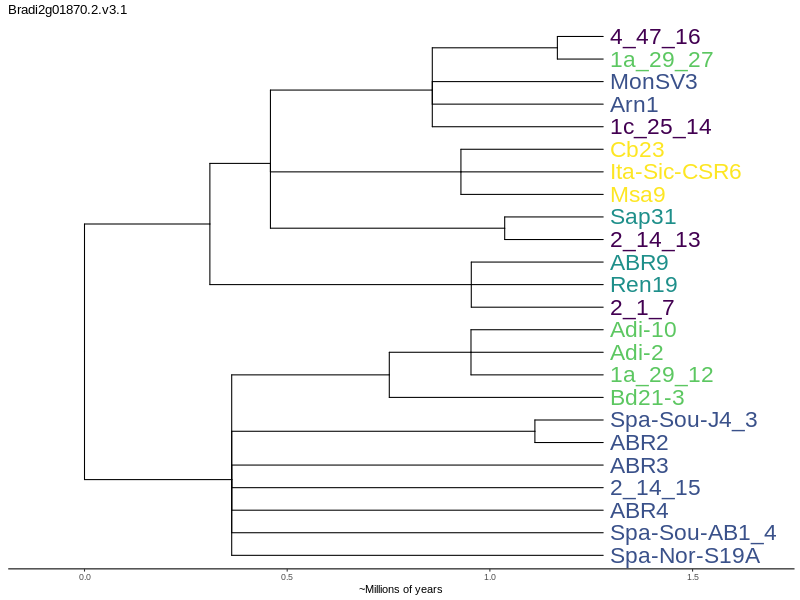 Bradi2g01870.2.v3.1
4_47_16
1a_29_27
MonSV3
Arn1
1c_25_14
Cb23
Ita-Sic-CSR6
Msa9
Sap31
2_14_13
ABR9
Ren19
2_1_7
Adi-10
Adi-2
1a_29_12
Bd21-3
Spa-Sou-J4_3
ABR2
ABR3
2_14_15
ABR4
Spa-Sou-AB1_4
Spa-Nor-S19A
0.0 0.5 1.0 1.5
~Millions of years